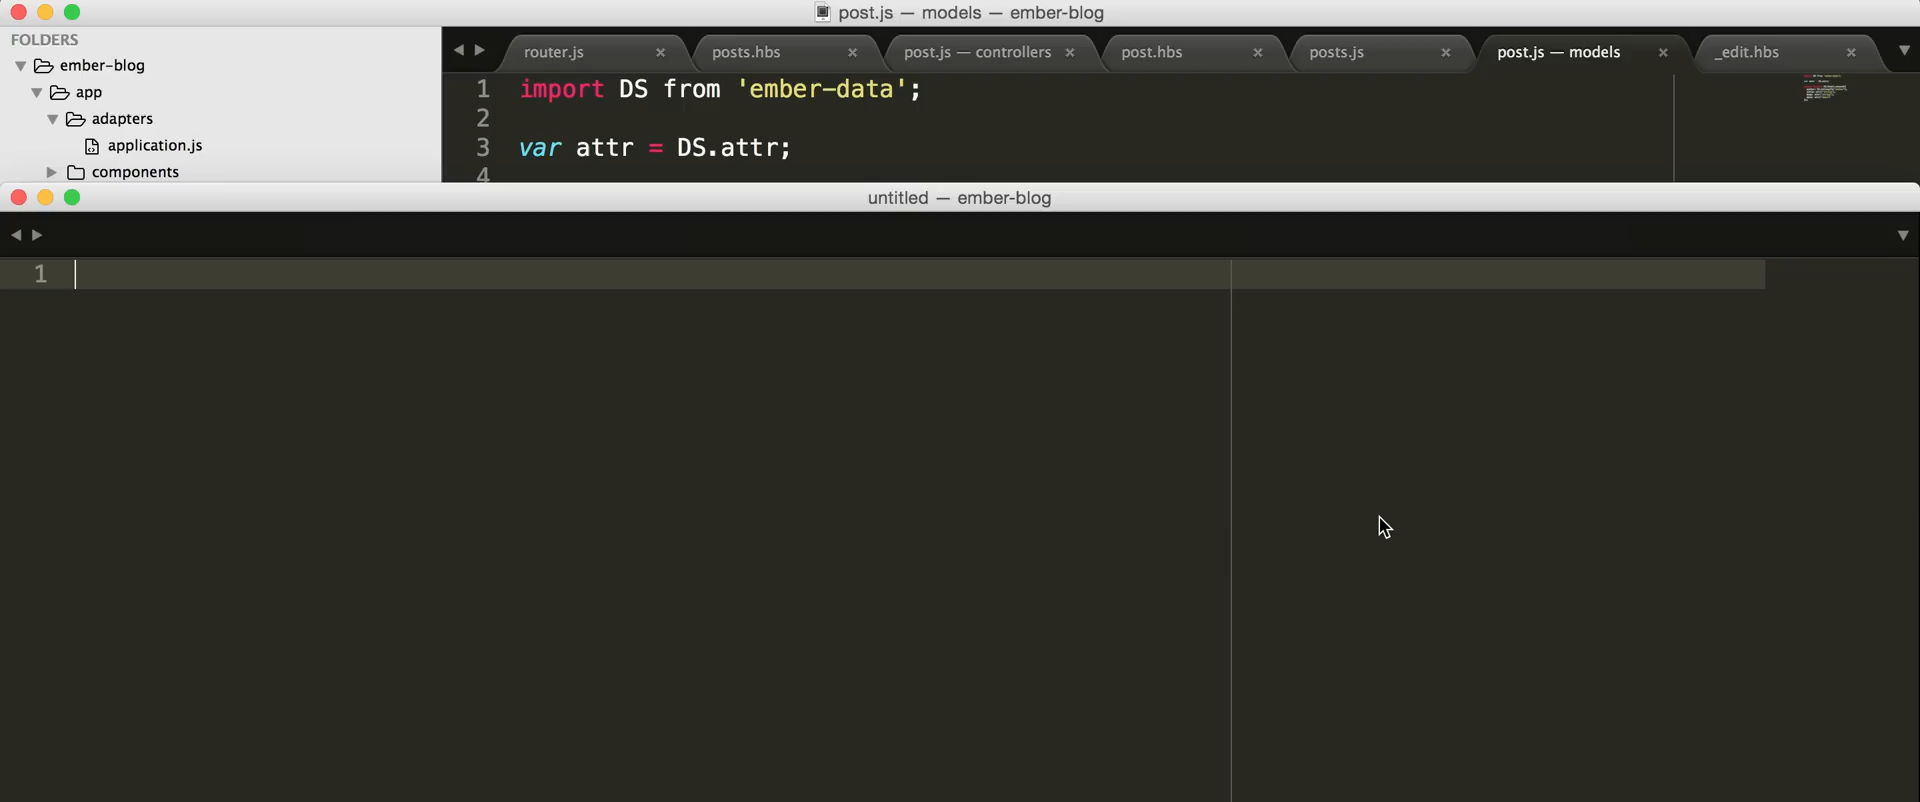 post.js — models — ember-blog
FOLDERS
ember-blog
app
adapters
application.js
components
router.js
posts.hbs
post.js — controllers
post.hbs
posts.js
post.js — models
_edit.hbs
1 import DS from 'ember-data';
2
3 var attr = DS.attr;
4
untitled — ember-blog
1